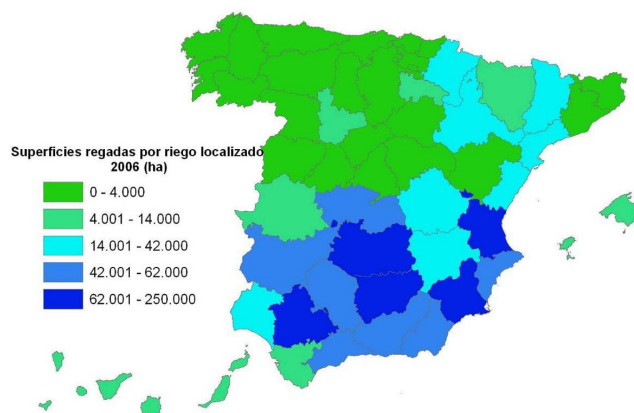 Superficies regadas por riego localizado
2006 (ha)
0 - 4.000
4.001 - 14.000
14.001 - 42.000
42.001 - 62.000
62.001 - 250.000